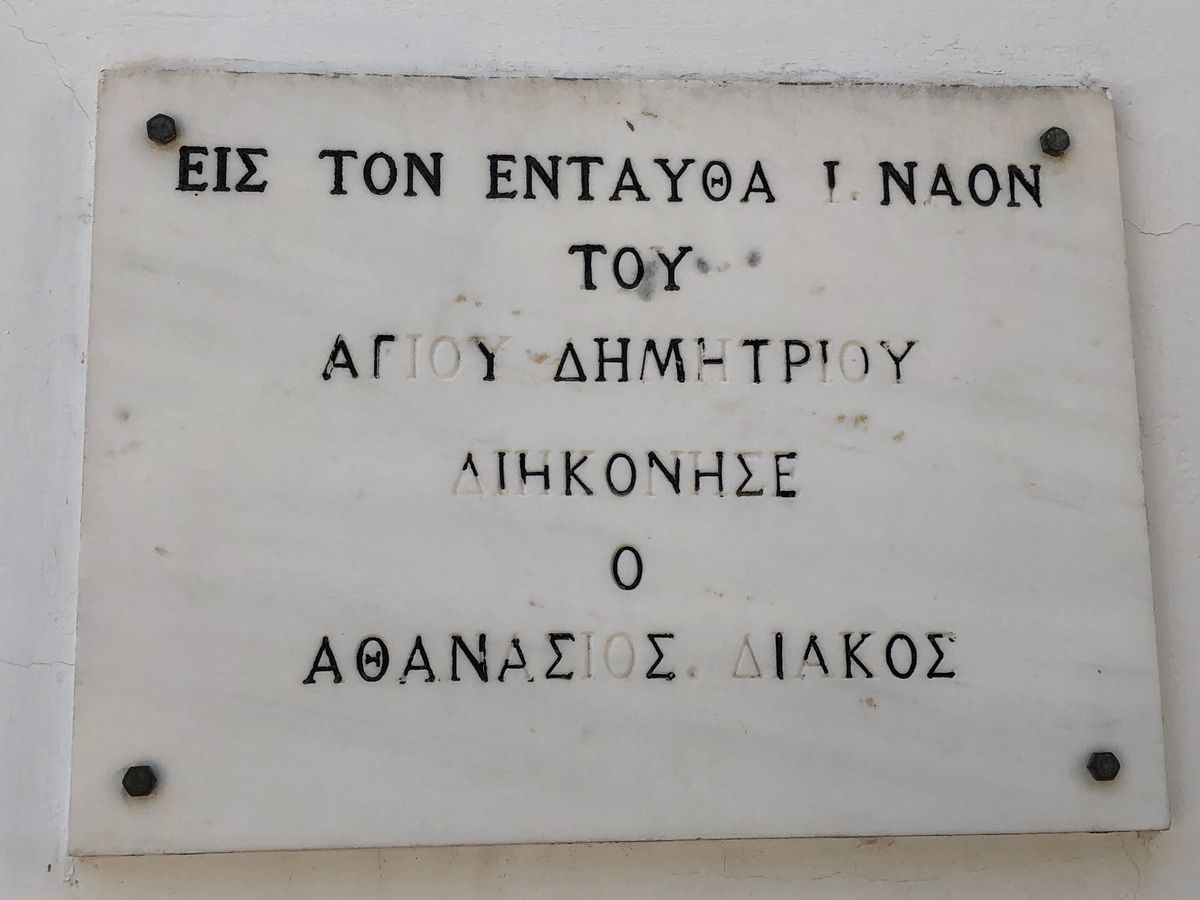 ΕΙΣ ΤΟΝ ΕΝΤΑΥΘΑ Ι. ΝΑΟΝ
ΤΟΥ
ΑΓΙΟΥ ΔΗΜΗΤΡΙΟΥ
ΔΙΗΚΟΝΗΣΕ
Ο
ΑΘΑΝΑΣΙΟΣ. ΔΙΑΚΟΣ